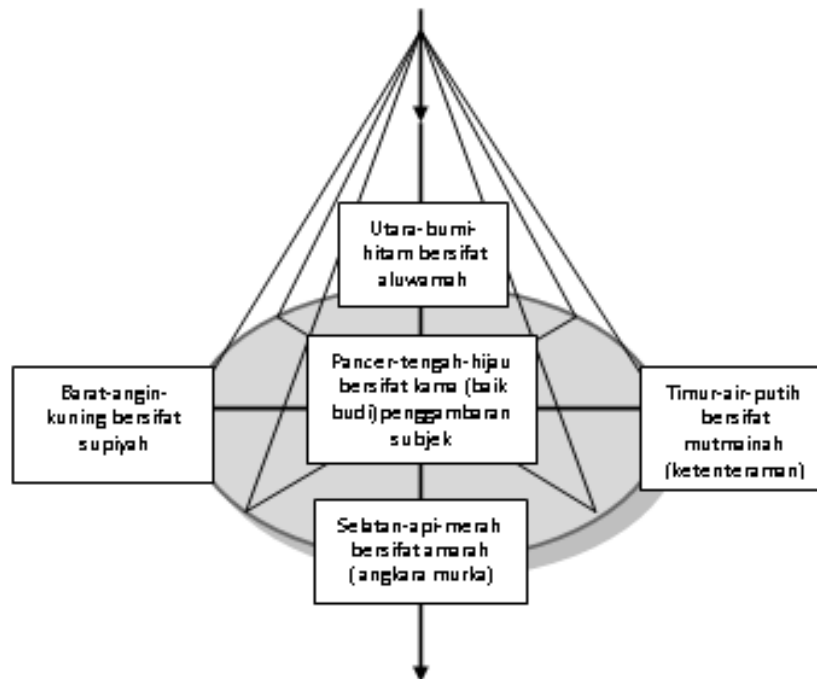 Utara-bumi-
hitam bersifat
aluwamah
Pancer-tengah-hijau
bersifat kama (baik
budi)penggambaran
subjek
Barat-angin-
kuning bersifat
supiyah
Timur-air-putih
bersifat
mutmainah
(ketenteraman)
Selatan-api-merah
bersifat amarah
(angkara murka)